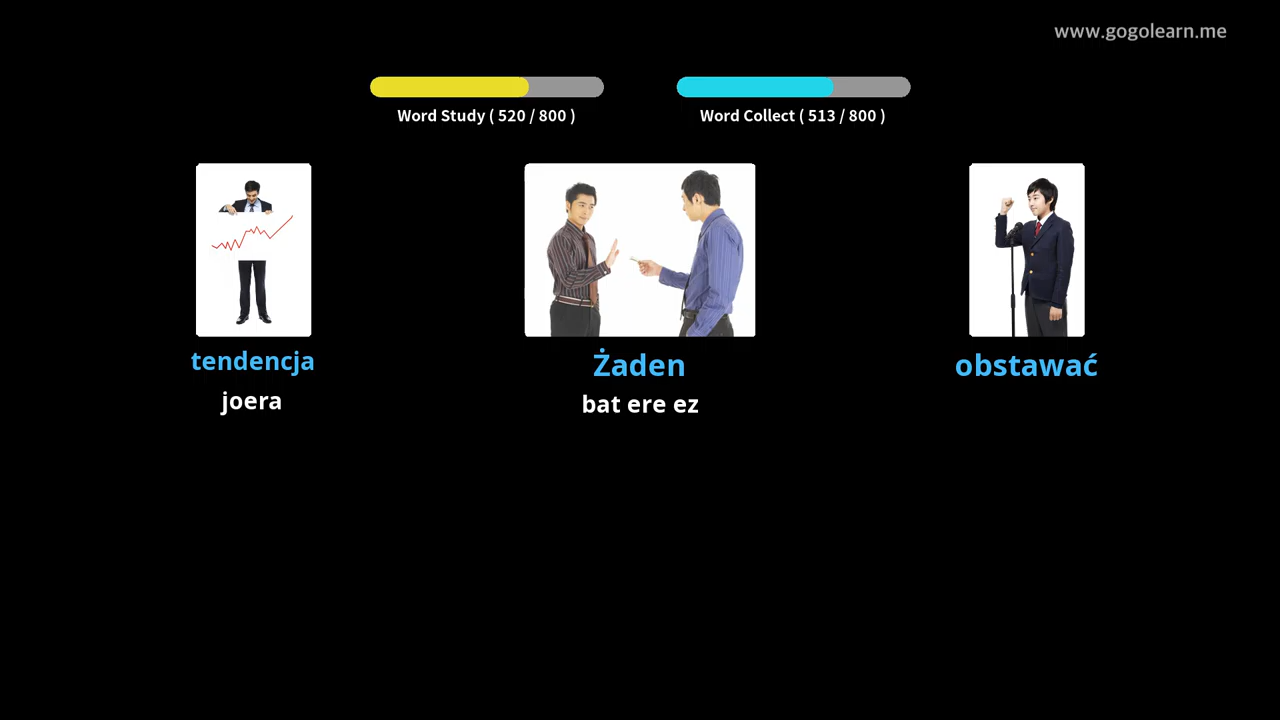 www.gogolearn.me
Word Study ( 520 / 800 )
Word Collect ( 513 / 800 )
tendencja
joera
Żaden
bat ere ez
obstawać